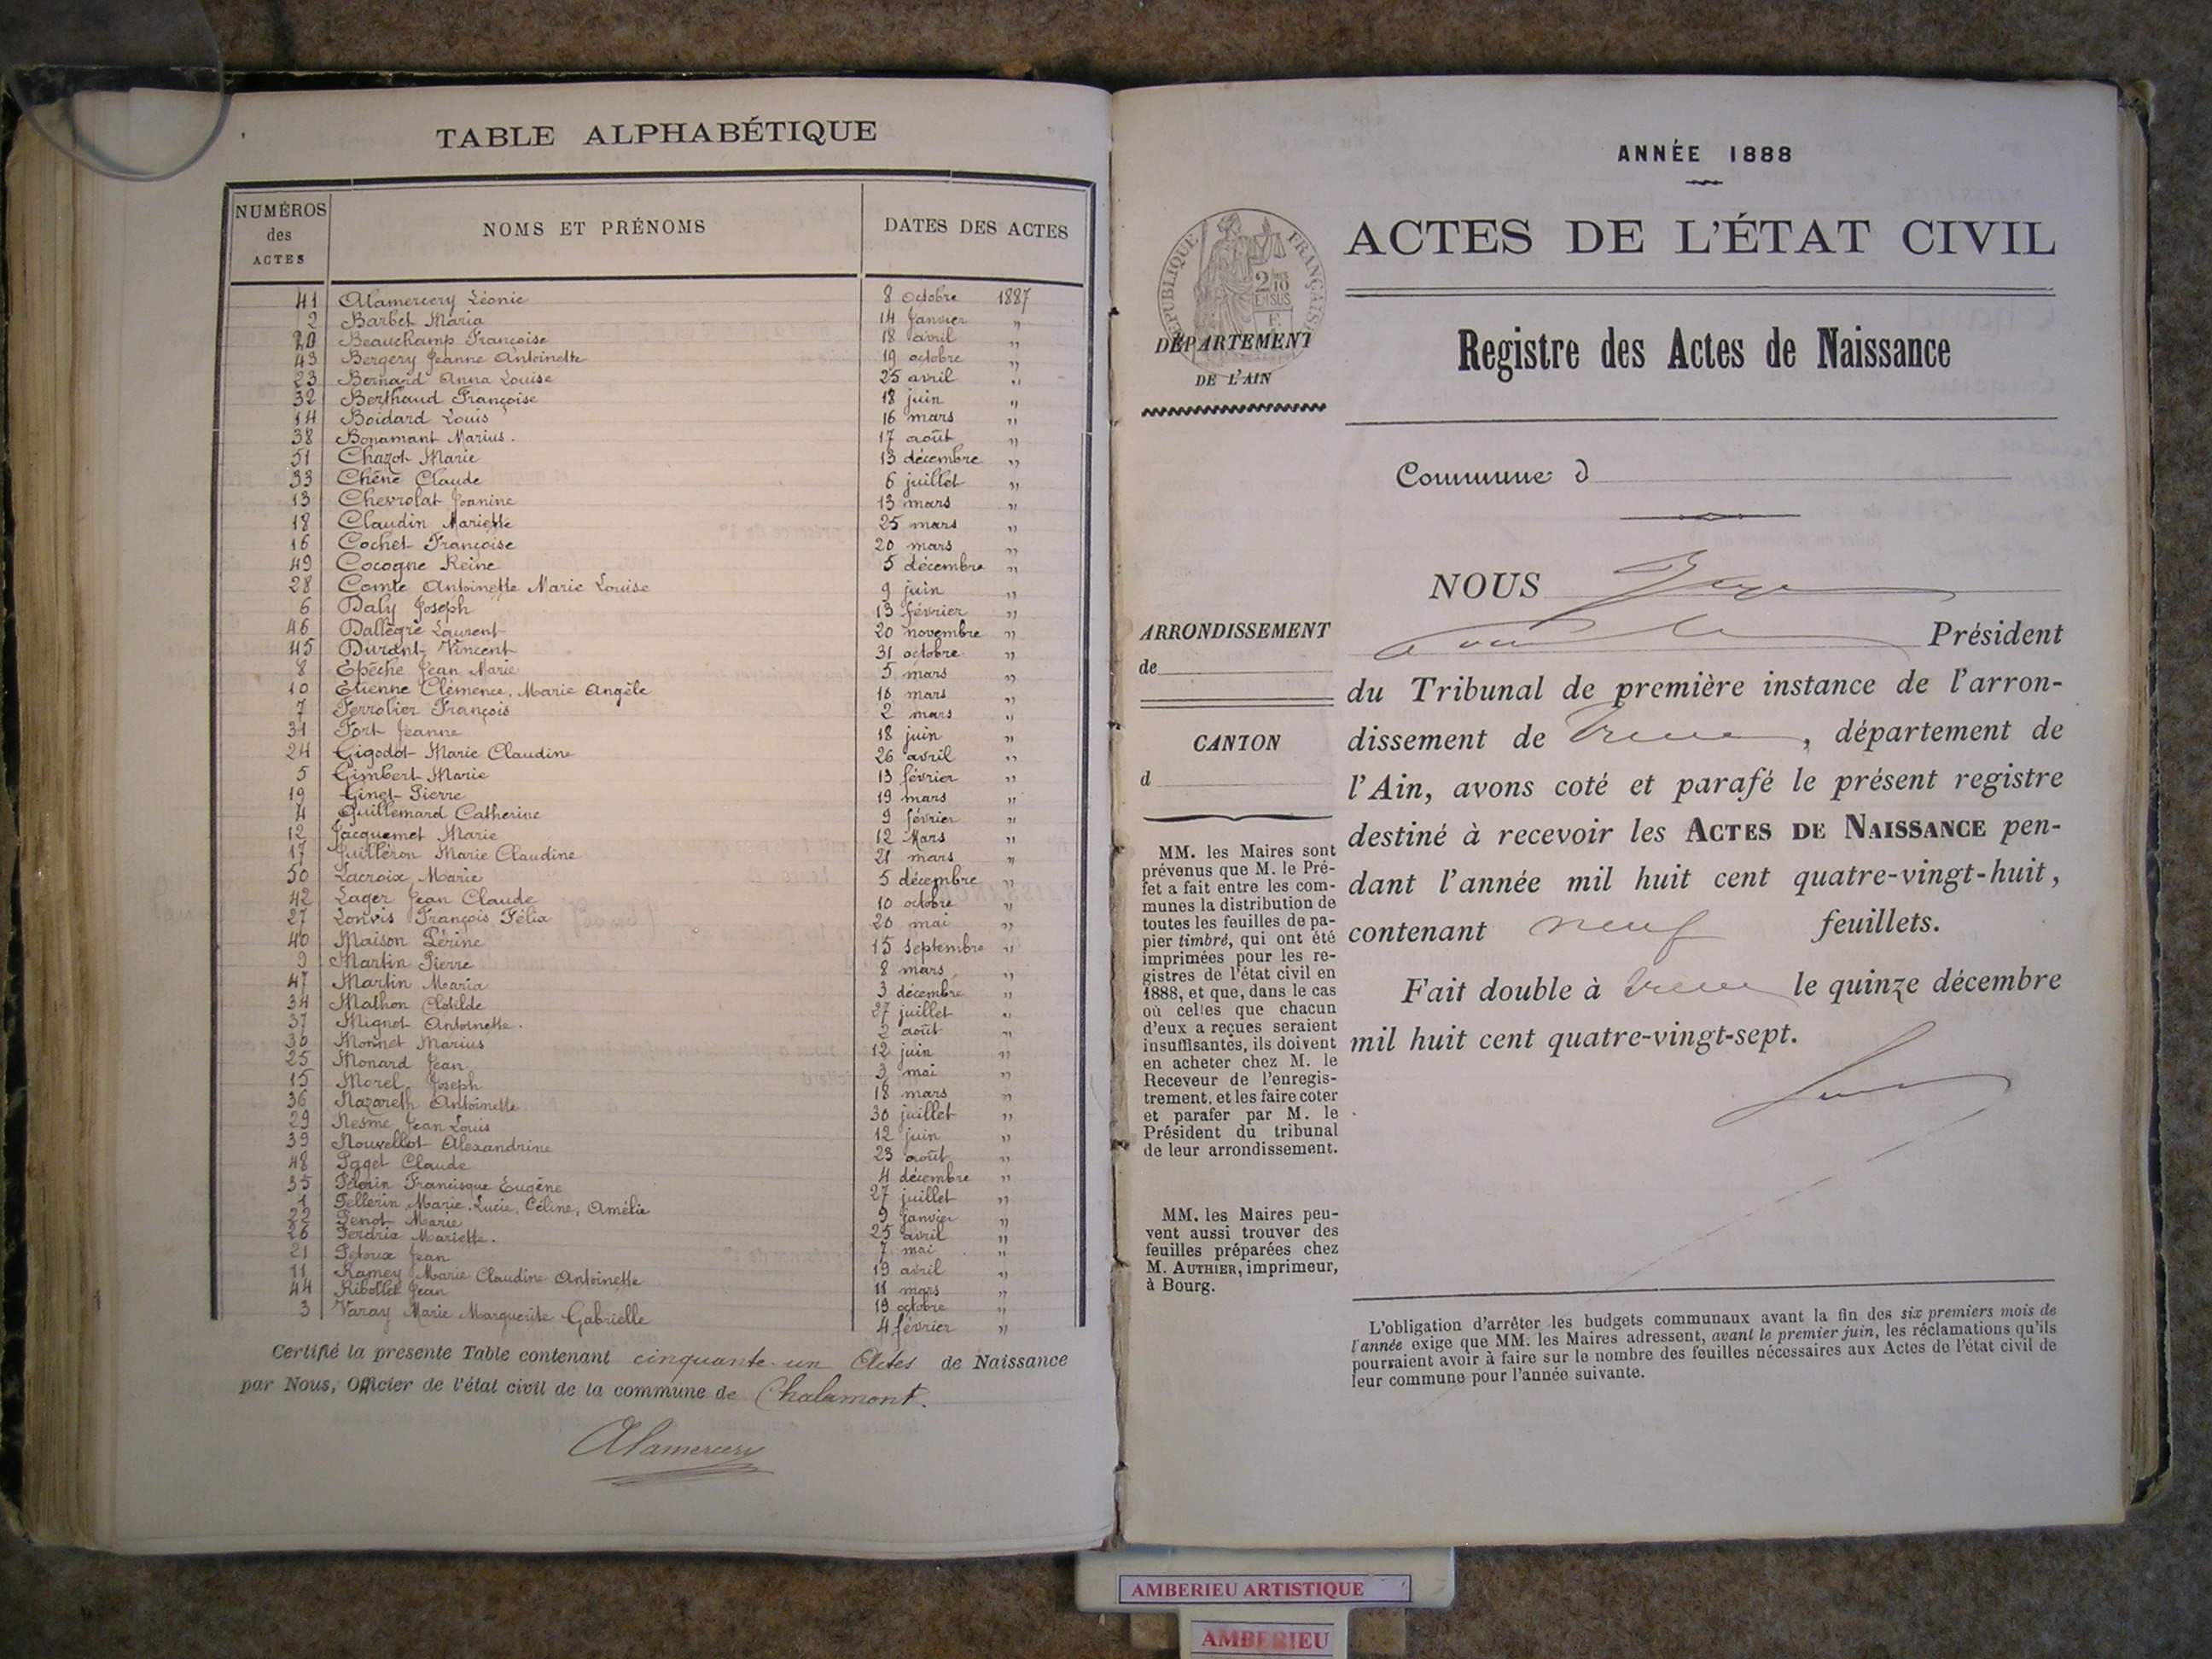 TABLE ALPHABÉTIQUE
NUMÉROS des ACTES NOMS ET PRÉNOMS DATES DES ACTES
41 Alamercery Léonie 8 octobre 1887
2 Barbet Maria 14 Janvier "
20 Beauchamp Françoise 18 avril "
43 Bergery Jeanne Antoinette 19 octobre "
23 Bernard Anna Louise 25 avril "
32 Berthaud Françoise 18 juin "
14 Boidard Louis 16 mars "
38 Bonamant Marius. 17 août "
51 Chazot Marie 13 décembre "
33 Chêne Claude 6 juillet "
13 Chevrolat Joanine 13 mars "
18 Claudin Mariette 25 mars "
16 Cochet Françoise 20 mars "
49 Cocogne Reine 5 décembre "
28 Comte Antoinette Marie Louise 9 juin "
6 Daly Joseph 13 février "
46 Dallègre Laurent 20 novembre "
45 Durant Vincent 31 octobre "
8 Epêche Jean Marie 5 mars "
10 Etienne Clémence, Marie Angèle 10 mars "
7 Ferrolier François 2 mars "
31 Fort Jeanne 18 juin "
24 Gigodot Marie Claudine 26 avril "
5 Gimbert Marie 13 février "
19 Ginet Pierre 19 mars "
4 Guillemard Catherine 9 février "
12 Jacquemet Marie 12 Mars "
17 Juilléron Marie Claudine 21 mars "
50 Lacroix Marie 5 décembre "
42 Lager Jean Claude 10 octobre "
27 Lonvis François Félix 20 mai "
40 Maison Périne 15 Septembre "
9 Martin Pierre 8 mars "
47 Martin Maria 3 décembre "
34 Mathon Clotilde 27 juillet "
37 Mignot Antoinette. 2 août "
30 Monnet Marius 12 juin "
25 Monard Jean 3 mai "
15 Morel Joseph 18 mars "
36 Nazareth Antoinette 30 juillet "
29 Nesme Jean Louis 12 juin "
39 Nouvellot Alexandrine 23 août "
48 Paget Claude 4 décembre "
35 Francisque Eugène 27 juillet "
1 Pellerin Marie Lucie, Céline, Amélie 9 janvier "
22 Penot Marie 25 avril "
26 Perdrix Mariette. 7 mai "
21 Petoux Jean 19 avril "
11 Ramey Marie Claudine Antoinette 11 mars "
44 Ribollet Jean 19 octobre "
3 Varay Marie Marguerite Gabrielle 4 février "
Certifié la présente Table contenant cinquante-un Actes de Naissance
par Nous, Officier de l'état civil de la commune de Chalamont.
Alamercery
ANNÉE 1888
ACTES DE L'ÉTAT CIVIL
RÉPUBLIQUE FRANÇAISE
2/10 EN SUS
E
DÉPARTEMENT
DE L'AIN
Registre des Actes de Naissance
Commune d
NOUS
Président
du Tribunal de première instance de l'arron-
dissement de , département de
l'Ain, avons coté et parafé le présent registre
destiné à recevoir les ACTES DE NAISSANCE pen-
dant l'année mil huit cent quatre-vingt-huit,
contenant neuf feuillets.
Fait double à le quinze décembre
mil huit cent quatre-vingt-sept.
ARRONDISSEMENT
de
CANTON
d
MM. les Maires sont
prévenus que M. le Pré-
fet a fait entre les com-
munes la distribution de
toutes les feuilles de pa-
pier timbré, qui ont été
imprimées pour les re-
gistres de l'état civil en
1888, et que, dans le cas
où celles que chacun
d'eux a reçues seraient
insuffisantes, ils doivent
en acheter chez M. le
Receveur de l'enregis-
trement, et les faire coter
et parafer par M. le
Président du tribunal
de leur arrondissement.
MM. les Maires peu-
vent aussi trouver des
feuilles préparées chez
M. AUTHIER, imprimeur,
à Bourg.
L'obligation d'arrêter les budgets communaux avant la fin des six premiers mois de
l'année exige que MM. les Maires adressent, avant le premier juin, les réclamations qu'ils
pourraient avoir à faire sur le nombre des feuilles nécessaires aux Actes de l'état civil de
leur commune pour l'année suivante.
AMBERIEU ARTISTIQUE
AMBERIEU